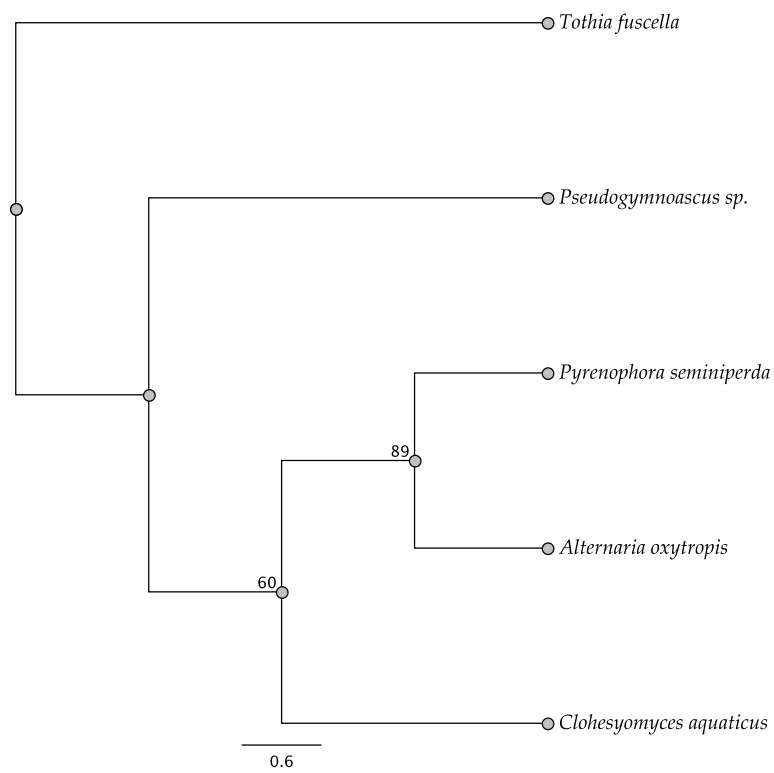 Tothia fuscella
Pseudogymnoascus sp.
Pyrenophora seminiperda
89
Alternaria oxytropis
60
Clohesyomyces aquaticus
0.6